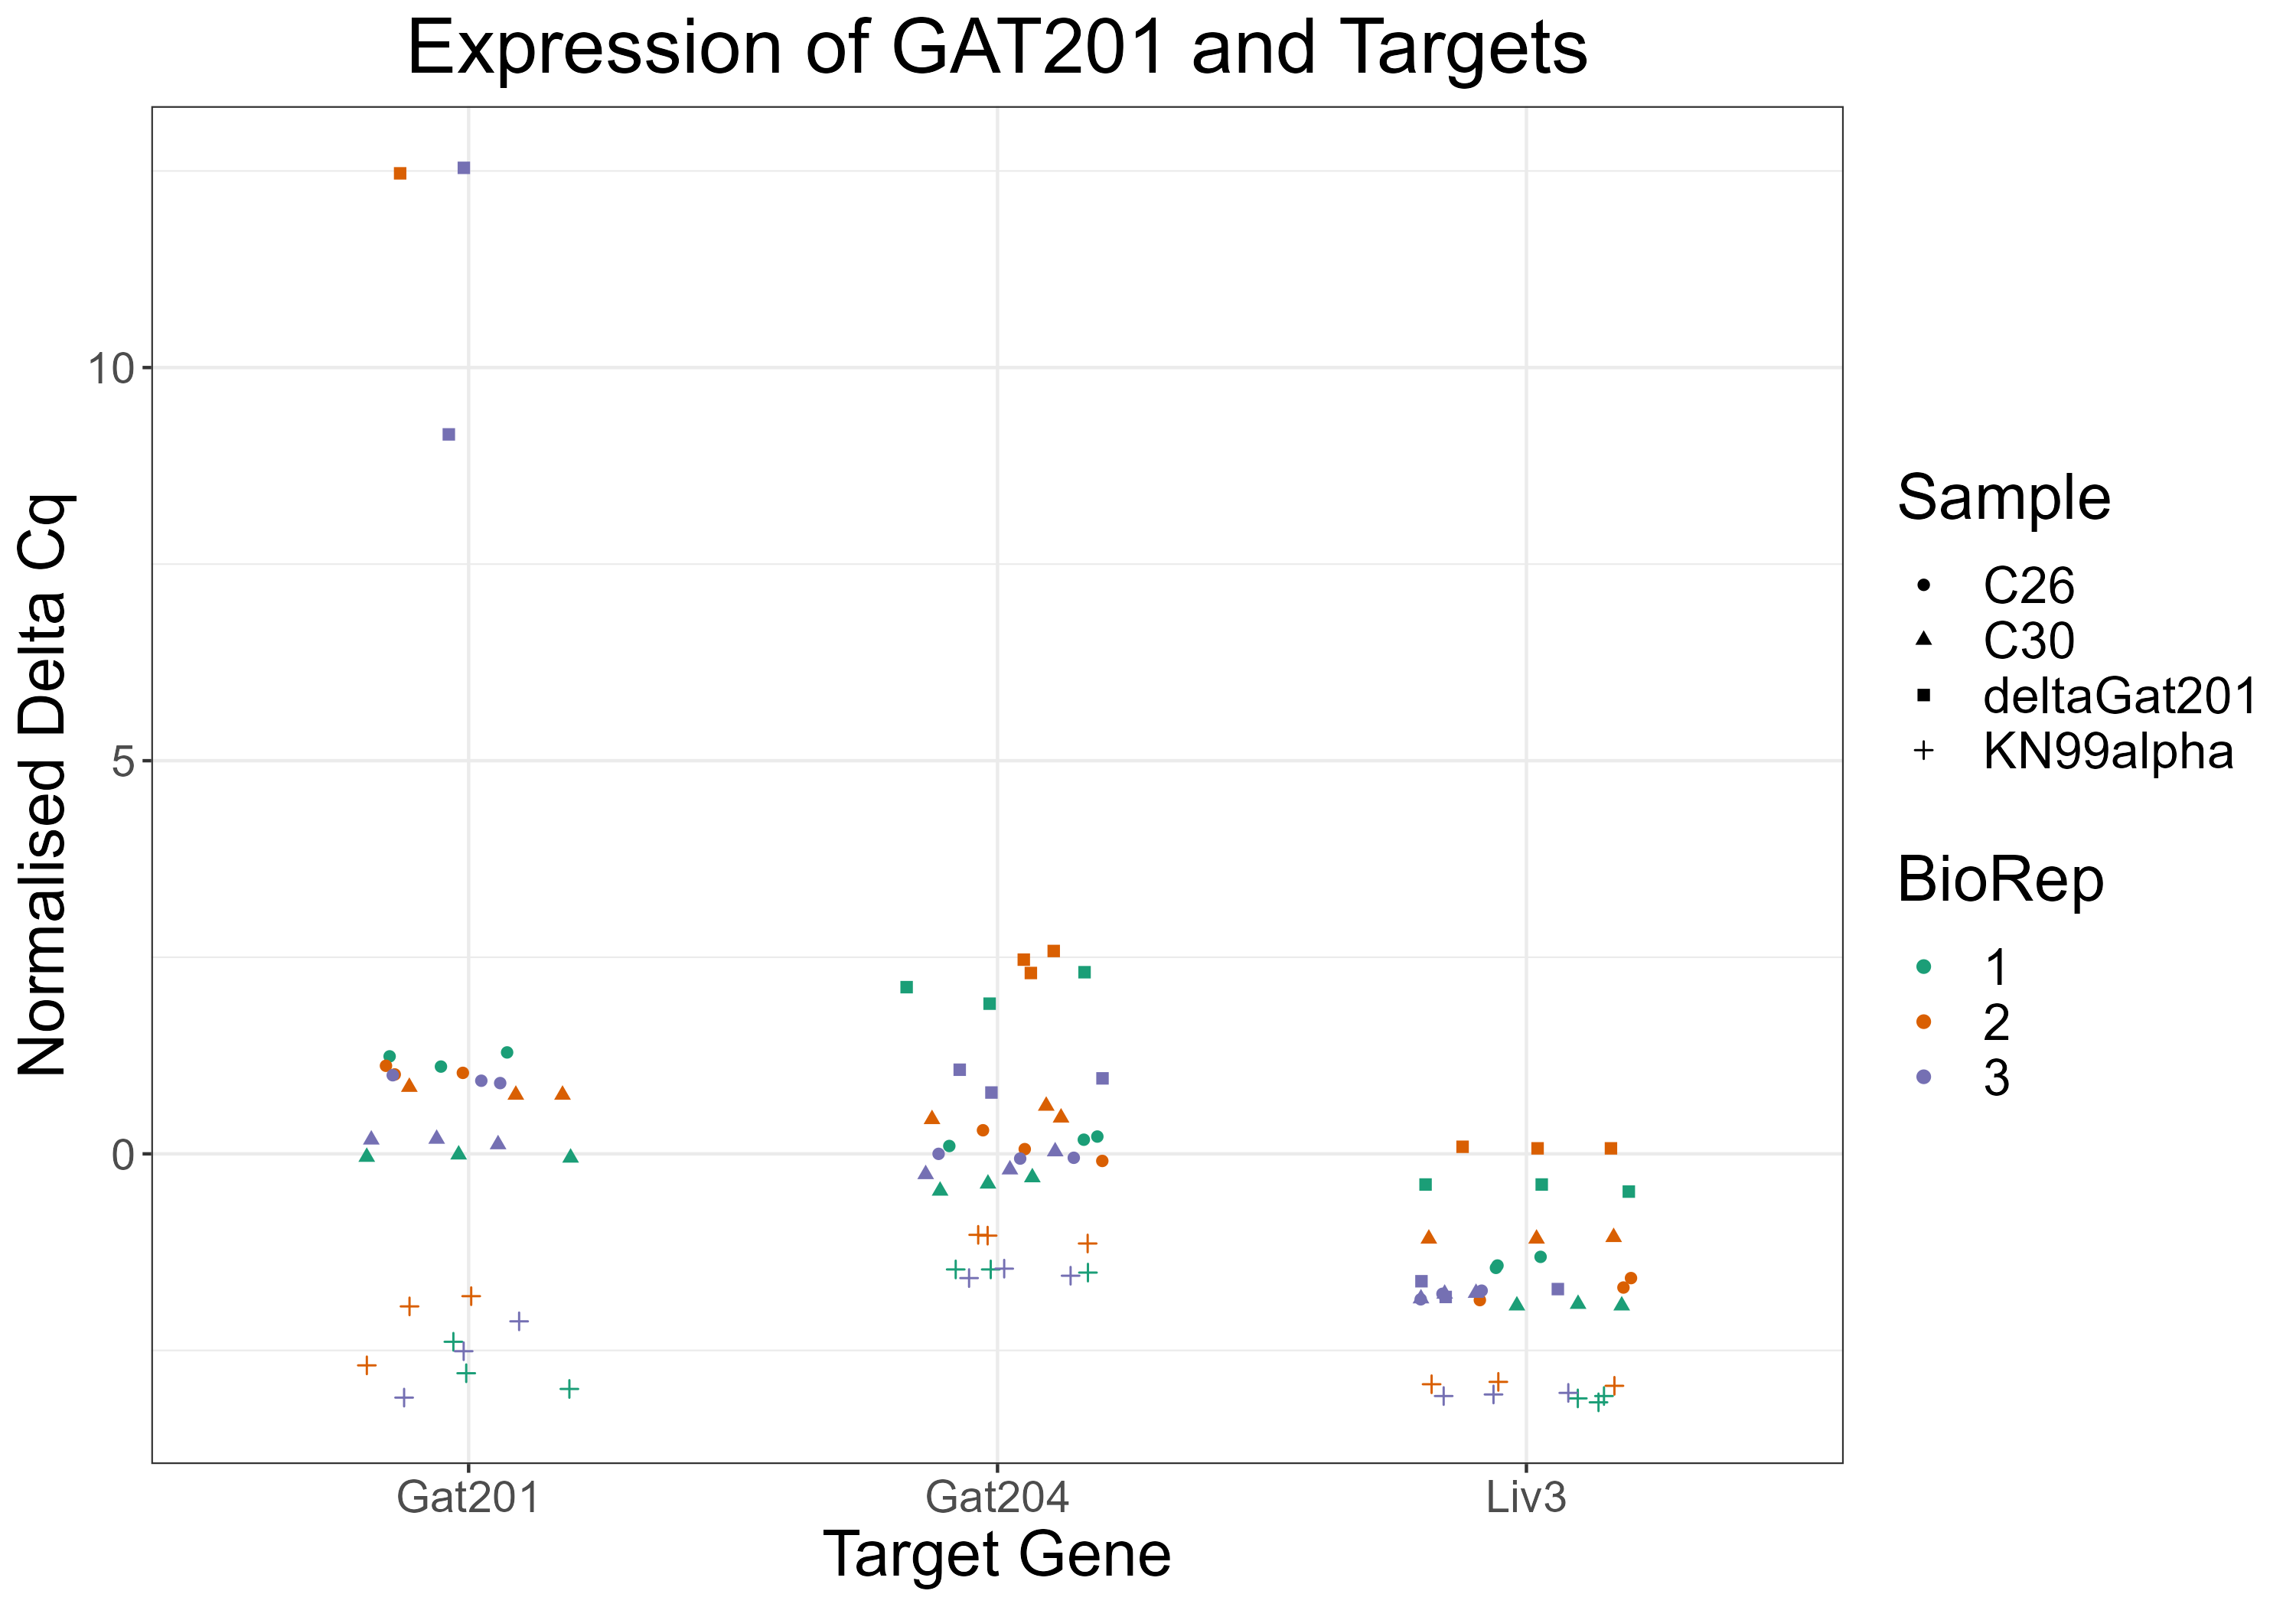 Expression of GAT201 and Targets
Normalised Delta Cq
10
5
0
Gat201
Gat204
Liv3
Target Gene
Sample
C26
C30
deltaGat201
KN99alpha
BioRep
1
2
3